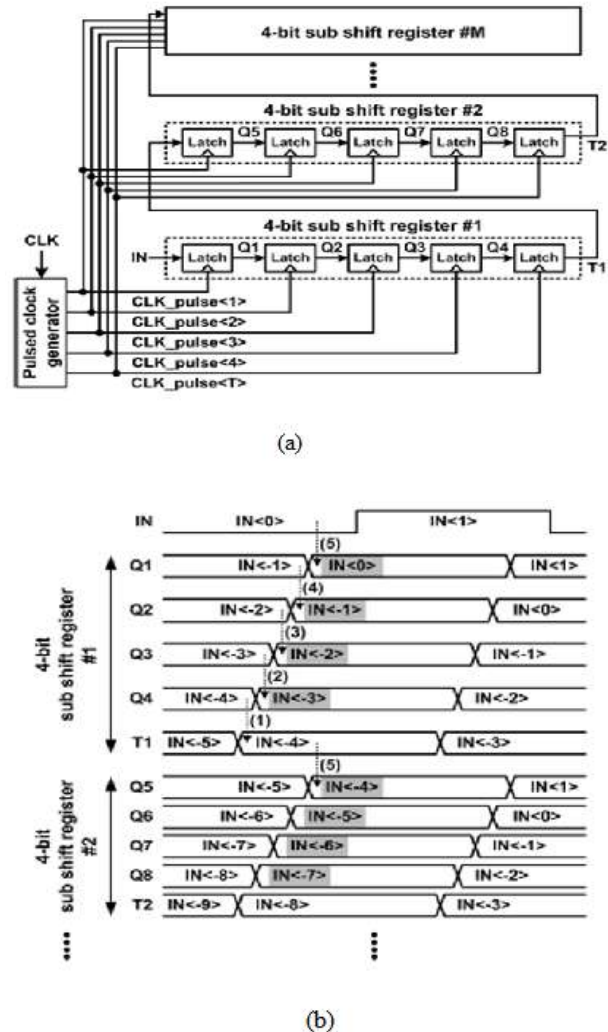 4-bit sub shift register #M
4-bit sub shift register #2
Q5 Q6 Q7 Q8
Latch Latch Latch Latch Latch
T2
4-bit sub shift register #1
CLK
IN Q1 Q2 Q3 Q4
Latch Latch Latch Latch Latch
T1
Pulsed clock generator
CLK_pulse<1>
CLK_pulse<2>
CLK_pulse<3>
CLK_pulse<4>
CLK_pulse<T>
(a)
IN IN<0> IN<1>
(5)
Q1 IN<-1> IN<0> IN<1>
(4)
Q2 IN<-2> IN<-1> IN<0>
(3)
Q3 IN<-3> IN<-2> IN<-1>
(2)
Q4 IN<-4> IN<-3> IN<-2>
(1)
T1 IN<-5> IN<-4> IN<-3>
4-bit sub shift register #1
(5)
Q5 IN<-5> IN<-4> IN<1>
Q6 IN<-6> IN<-5> IN<0>
Q7 IN<-7> IN<-6> IN<-1>
Q8 IN<-8> IN<-7> IN<-2>
T2 IN<-9> IN<-8> IN<-3>
4-bit sub shift register #2
(b)